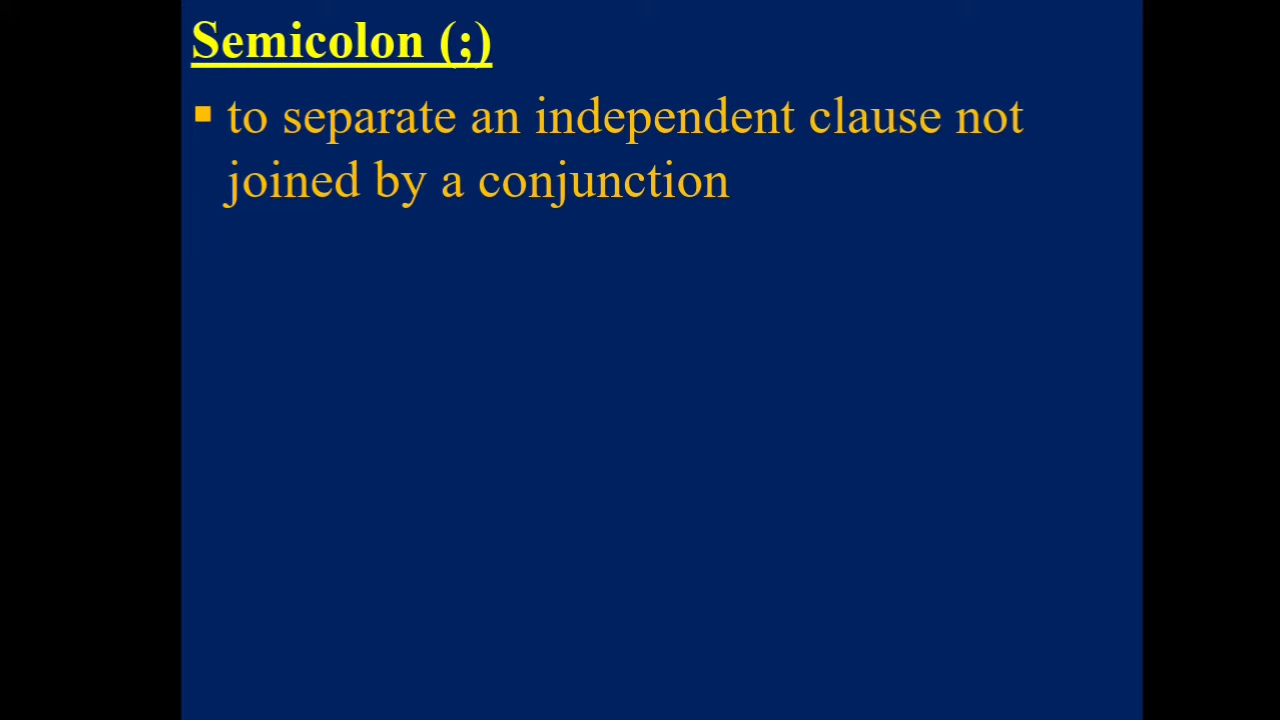 Semicolon (;)
▪ to separate an independent clause not
joined by a conjunction